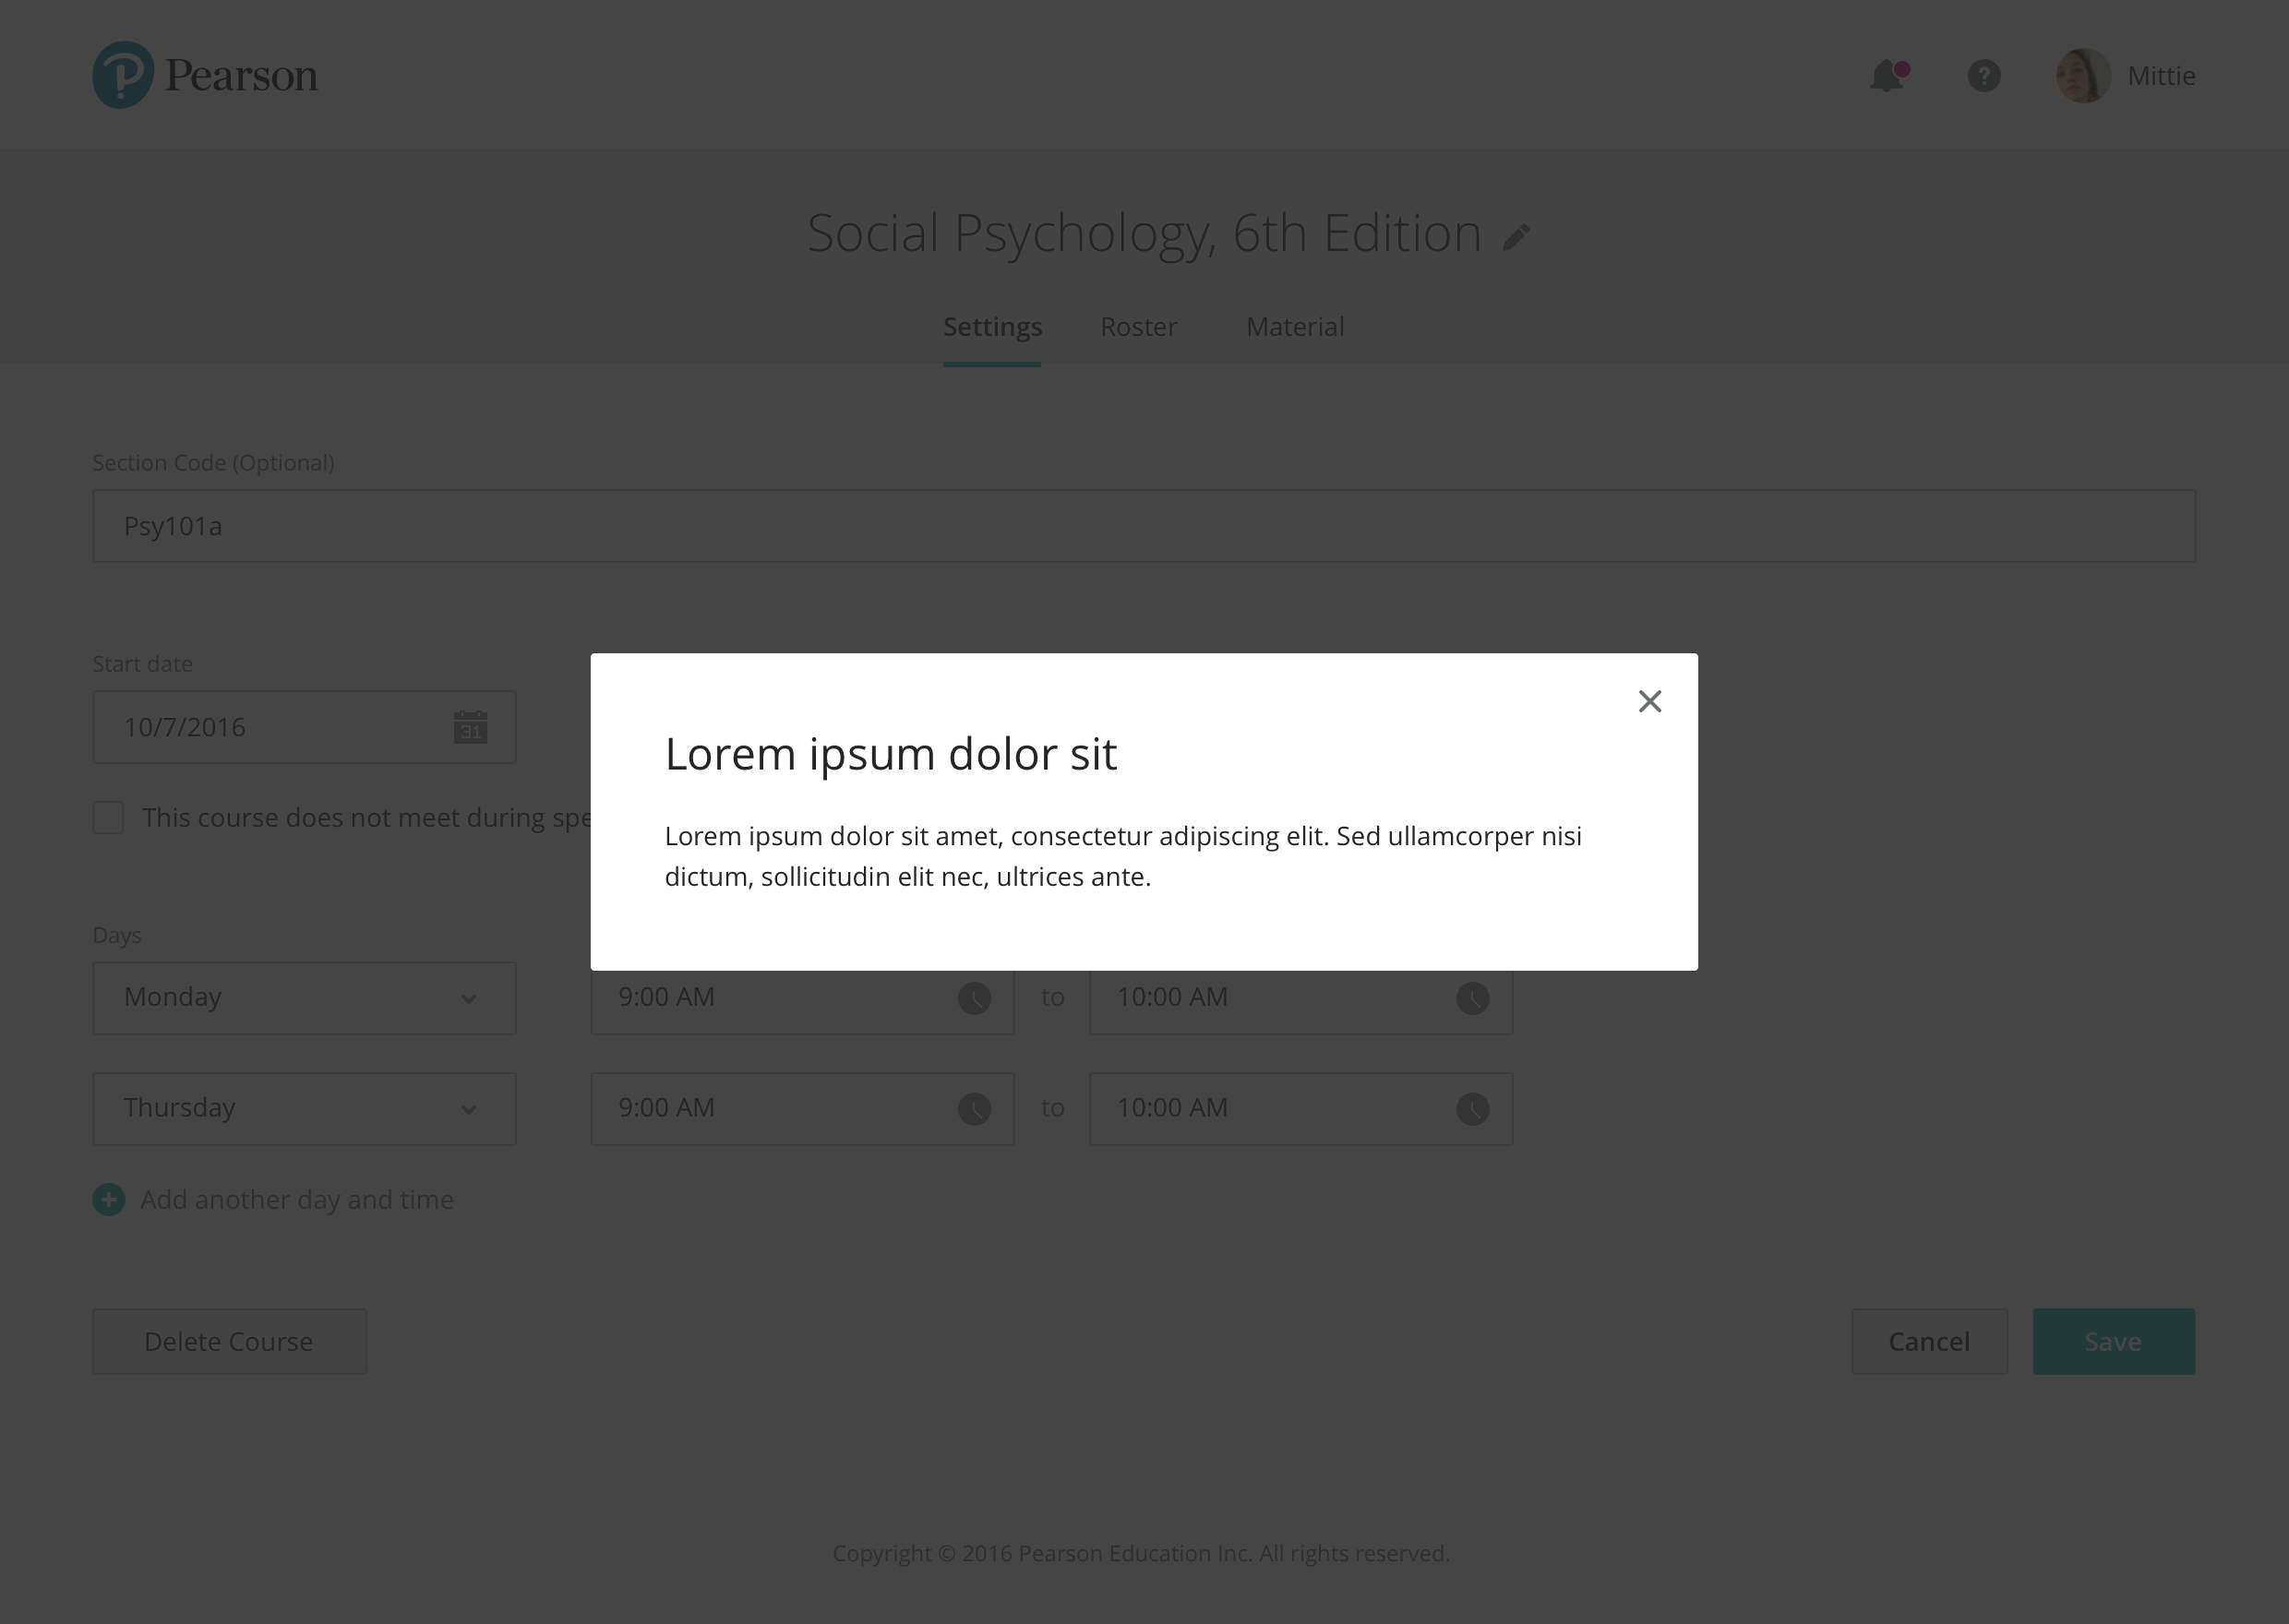 Pearson
Mittie
Social Psychology, 6th Edition
Settings Roster Material
Section Code (Optional)
Psy101a
Start date
10/7/2016
31
This course does not meet during spe
Lorem ipsum dolor sit
Lorem ipsum dolor sit amet, consectetur adipiscing elit. Sed ullamcorper nisi
dictum, sollicitudin elit nec, ultrices ante.
Days
Monday 9:00 AM to 10:00 AM
Thursday 9:00 AM to 10:00 AM
Add another day and time
Delete Course Cancel Save
Copyright © 2016 Pearson Education Inc. All rights reserved.